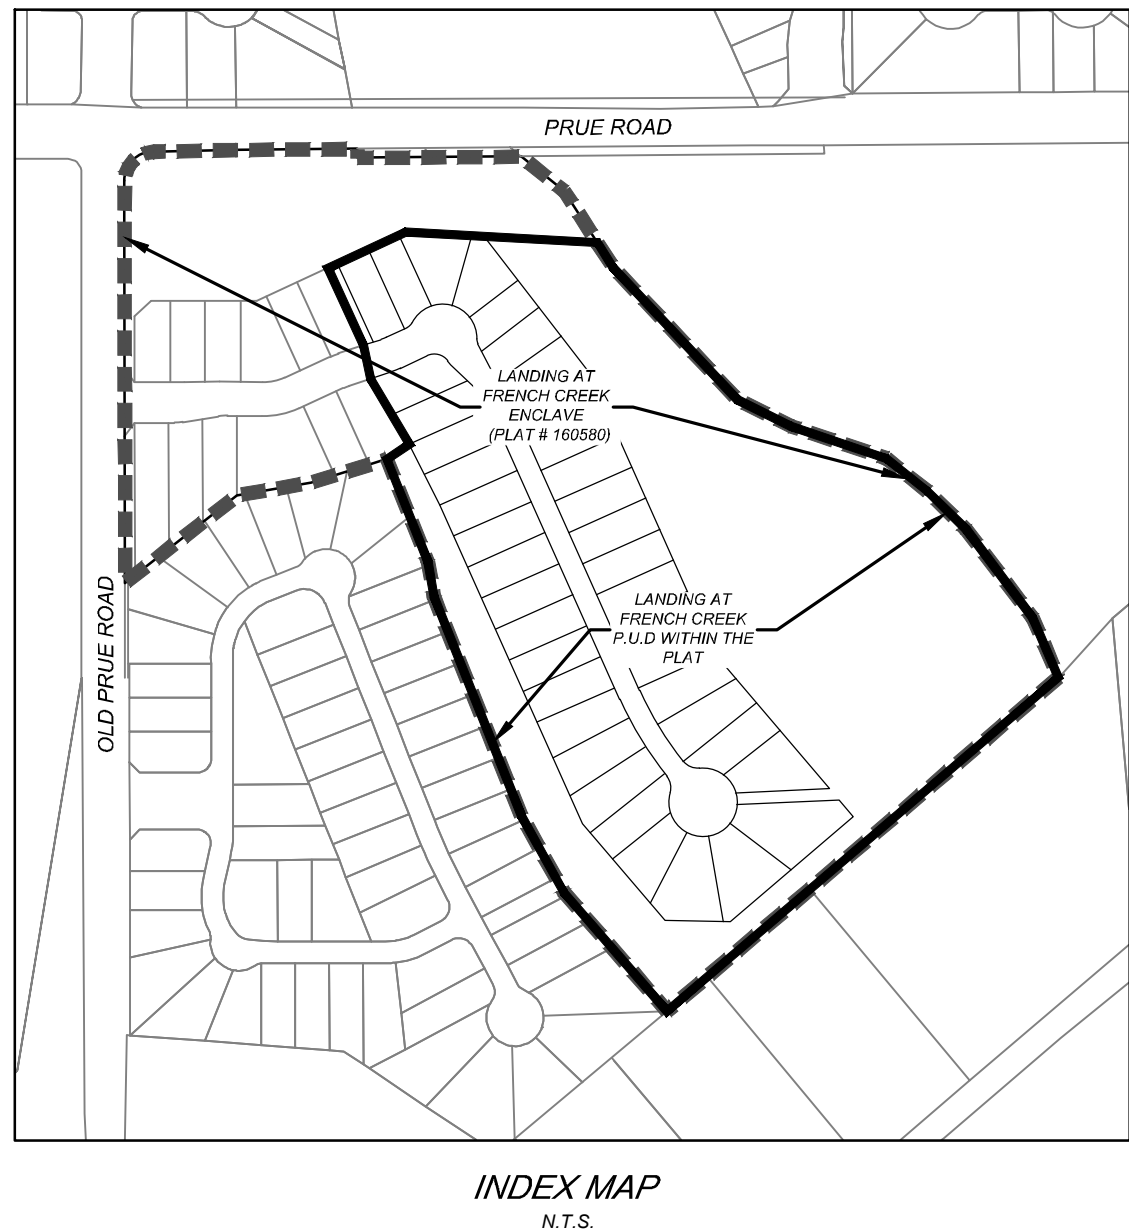 PRUE ROAD
LANDING AT
FRENCH CREEK
ENCLAVE
(PLAT # 160580)
LANDING AT
FRENCH CREEK
P.U.D WITHIN THE
PLAT
OLD PRUE ROAD
INDEX MAP
N.T.S.